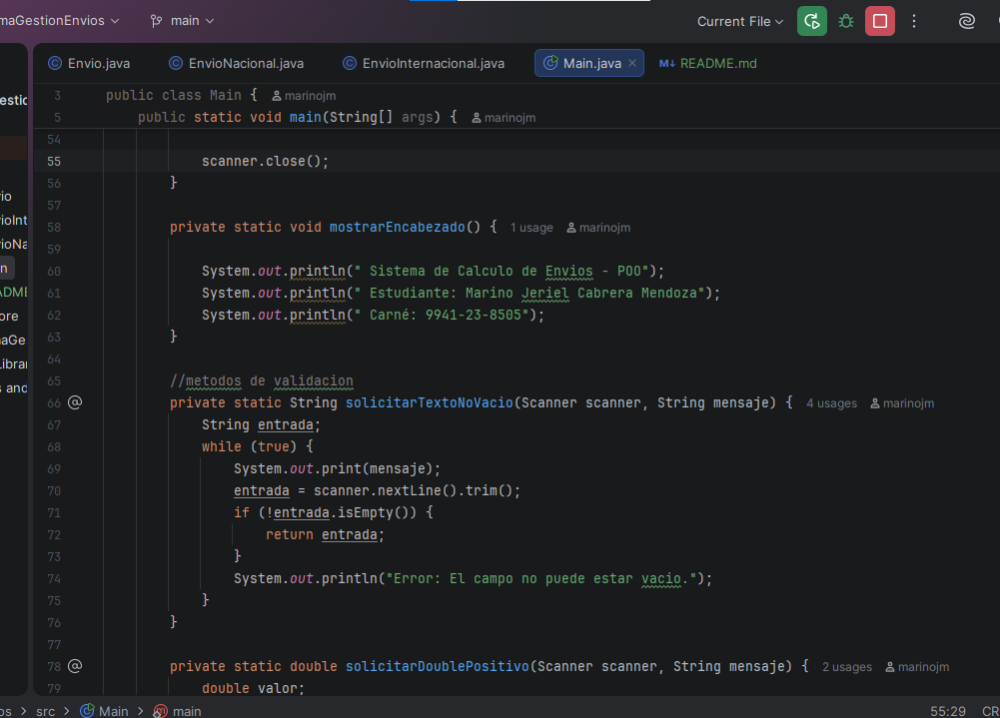 maGestionEnvios main Current File
Envio.java EnvioNacional.java EnvioInternacional.java Main.java README.md
3 public class Main { marinojm
5 public static void main(String[] args) { marinojm
54
55 scanner.close();
56 }
57
58 private static void mostrarEncabezado() { 1 usage marinojm
59
60 System.out.println(" Sistema de Calculo de Envios - POO");
61 System.out.println(" Estudiante: Marino Jeriel Cabrera Mendoza");
62 System.out.println(" Carné: 9941-23-8505");
63 }
64
65 //metodos de validacion
66 private static String solicitarTextoNoVacio(Scanner scanner, String mensaje) { 4 usages marinojm
67 String entrada;
68 while (true) {
69 System.out.print(mensaje);
70 entrada = scanner.nextLine().trim();
71 if (!entrada.isEmpty()) {
72 return entrada;
73 }
74 System.out.println("Error: El campo no puede estar vacio.");
75 }
76 }
77
78 private static double solicitarDoublePositivo(Scanner scanner, String mensaje) { 2 usages marinojm
79 double valor;
estio
io
ioInt
ioNa
n
ADME
ore
aGe
Librar
s and
os > src > Main > main 55:29 CR